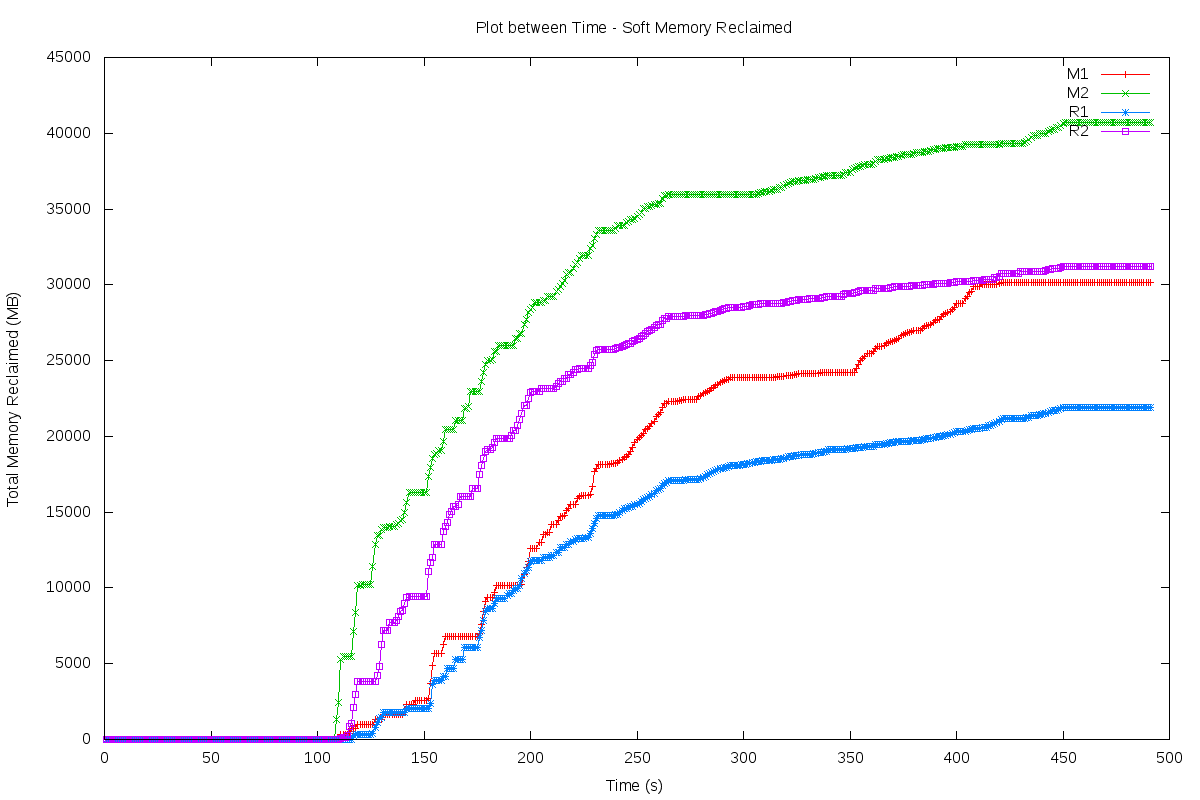 Plot between Time - Soft Memory Reclaimed
45000
40000
35000
30000
25000
20000
15000
10000
5000
0
Total Memory Reclaimed (MB)
M1
M2
R1
R2
0 50 100 150 200 250 300 350 400 450 500
Time (s)